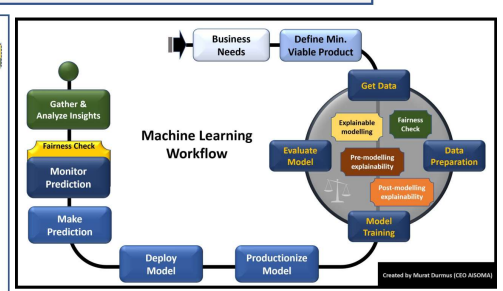 Business
Needs
Define Min.
Viable Product
Get Data
Explainable
modelling
Fairness
Check
Evaluate
Model
Data
Preparation
Pre-modelling
explainability
Post-modelling
explainability
Model
Training
Machine Learning
Workflow
Gather &
Analyze Insights
Fairness Check
Monitor
Prediction
Make
Prediction
Deploy
Model
Productionize
Model
Created by Murat Durmus (CEO AISOMA)